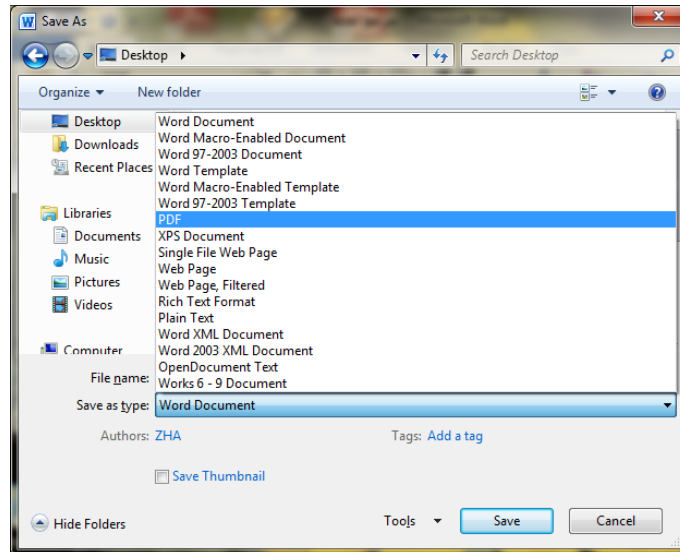 Save As
Desktop
Search Desktop
Organize
New folder
Desktop
Downloads
Recent Places
Libraries
Documents
Music
Pictures
Videos
Computer
Word Document
Word Macro-Enabled Document
Word 97-2003 Document
Word Template
Word Macro-Enabled Template
Word 97-2003 Template
PDF
XPS Document
Single File Web Page
Web Page
Web Page, Filtered
Rich Text Format
Plain Text
Word XML Document
Word 2003 XML Document
OpenDocument Text
Works 6 - 9 Document
File name:
Save as type: Word Document
Authors: ZHA Tags: Add a tag
Save Thumbnail
Hide Folders Tools Save Cancel